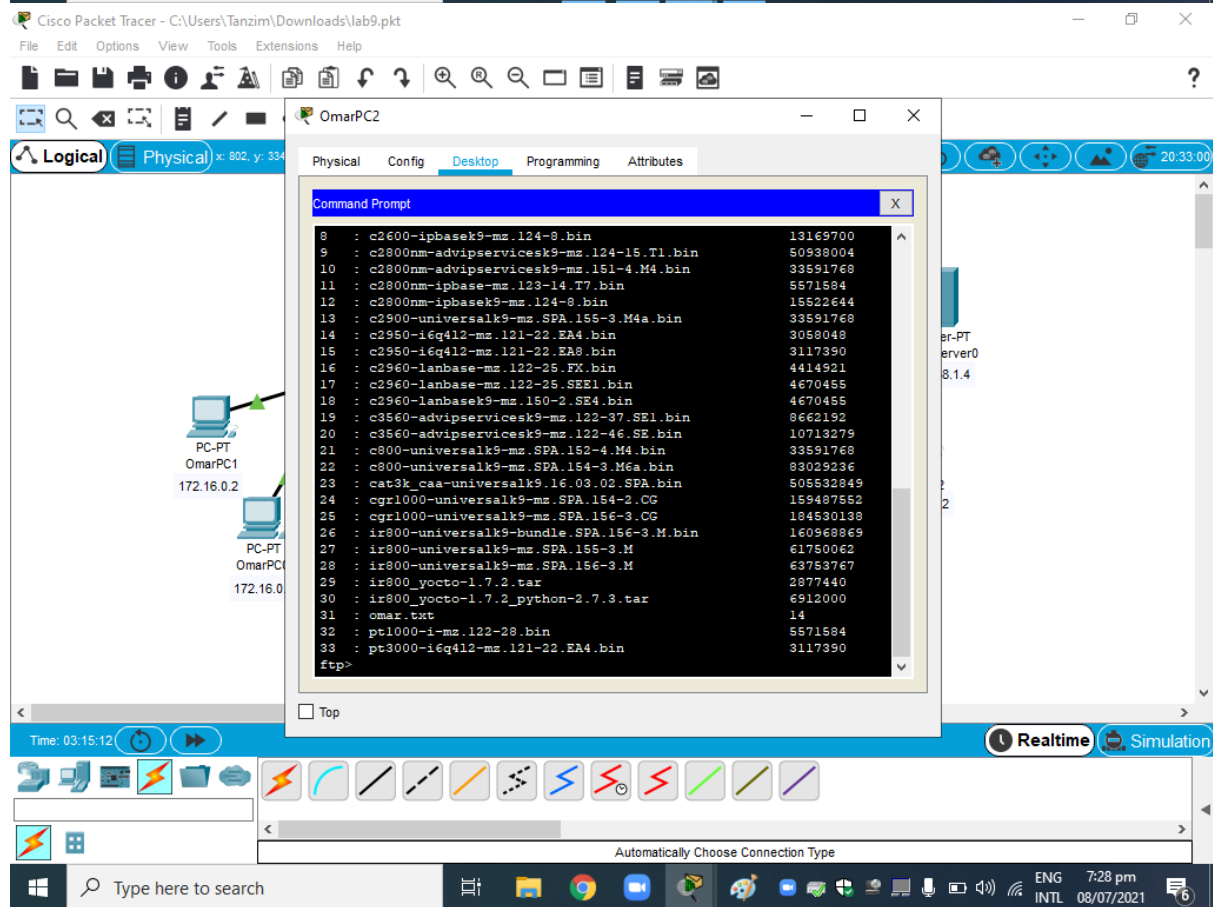 Cisco Packet Tracer - C:\Users\Tanzim\Downloads\lab9.pkt
File Edit Options View Tools Extensions Help
?
OmarPC2
Logical Physical x: 802, y: 334
20:33:00
Physical Config Desktop Programming Attributes
Command Prompt X
8 : c2600-ipbasek9-mz.124-8.bin 13169700
9 : c2800nm-advipservicesk9-mz.124-15.T1.bin 50938004
10 : c2800nm-advipservicesk9-mz.151-4.M4.bin 33591768
11 : c2800nm-ipbase-mz.123-14.T7.bin 5571584
12 : c2800nm-ipbasek9-mz.124-8.bin 15522644
13 : c2900-universalk9-mz.SPA.155-3.M4a.bin 33591768
14 : c2950-i6q4l2-mz.121-22.EA4.bin 3058048
15 : c2950-i6q4l2-mz.121-22.EA8.bin 3117390
16 : c2960-lanbase-mz.122-25.FX.bin 4414921
17 : c2960-lanbase-mz.122-25.SEE1.bin 4670455
18 : c2960-lanbasek9-mz.150-2.SE4.bin 4670455
19 : c3560-advipservicesk9-mz.122-37.SE1.bin 8662192
20 : c3560-advipservicesk9-mz.122-46.SE.bin 10713279
21 : c800-universalk9-mz.SPA.152-4.M4.bin 33591768
22 : c800-universalk9-mz.SPA.154-3.M6a.bin 83029236
23 : cat3k_caa-universalk9.16.03.02.SPA.bin 505532849
24 : cgr1000-universalk9-mz.SPA.154-2.CG 159487552
25 : cgr1000-universalk9-mz.SPA.156-3.CG 184530138
26 : ir800-universalk9-bundle.SPA.156-3.M.bin 160968869
27 : ir800-universalk9-mz.SPA.155-3.M 61750062
28 : ir800-universalk9-mz.SPA.156-3.M 63753767
29 : ir800_yocto-1.7.2.tar 2877440
30 : ir800_yocto-1.7.2_python-2.7.3.tar 6912000
31 : omar.txt 14
32 : pt1000-i-mz.122-28.bin 5571584
33 : pt3000-i6q4l2-mz.121-22.EA4.bin 3117390
ftp>
Top
PC-PT
OmarPC1
172.16.0.2
PC-PT
OmarPC
172.16.0
er-PT
erver0
8.1.4
2
Time: 03:15:12
Realtime Simulation
Automatically Choose Connection Type
Type here to search
ENG
INTL
7:28 pm
08/07/2021
6